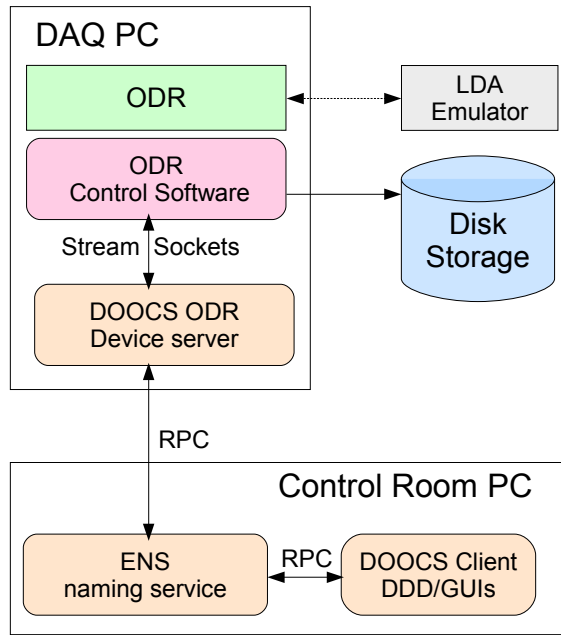 DAQ PC
ODR
LDA
Emulator
ODR
Control Software
Disk
Storage
Stream Sockets
DOOCS ODR
Device server
RPC
Control Room PC
ENS
naming service
RPC
DOOCS Client
DDD/GUIs